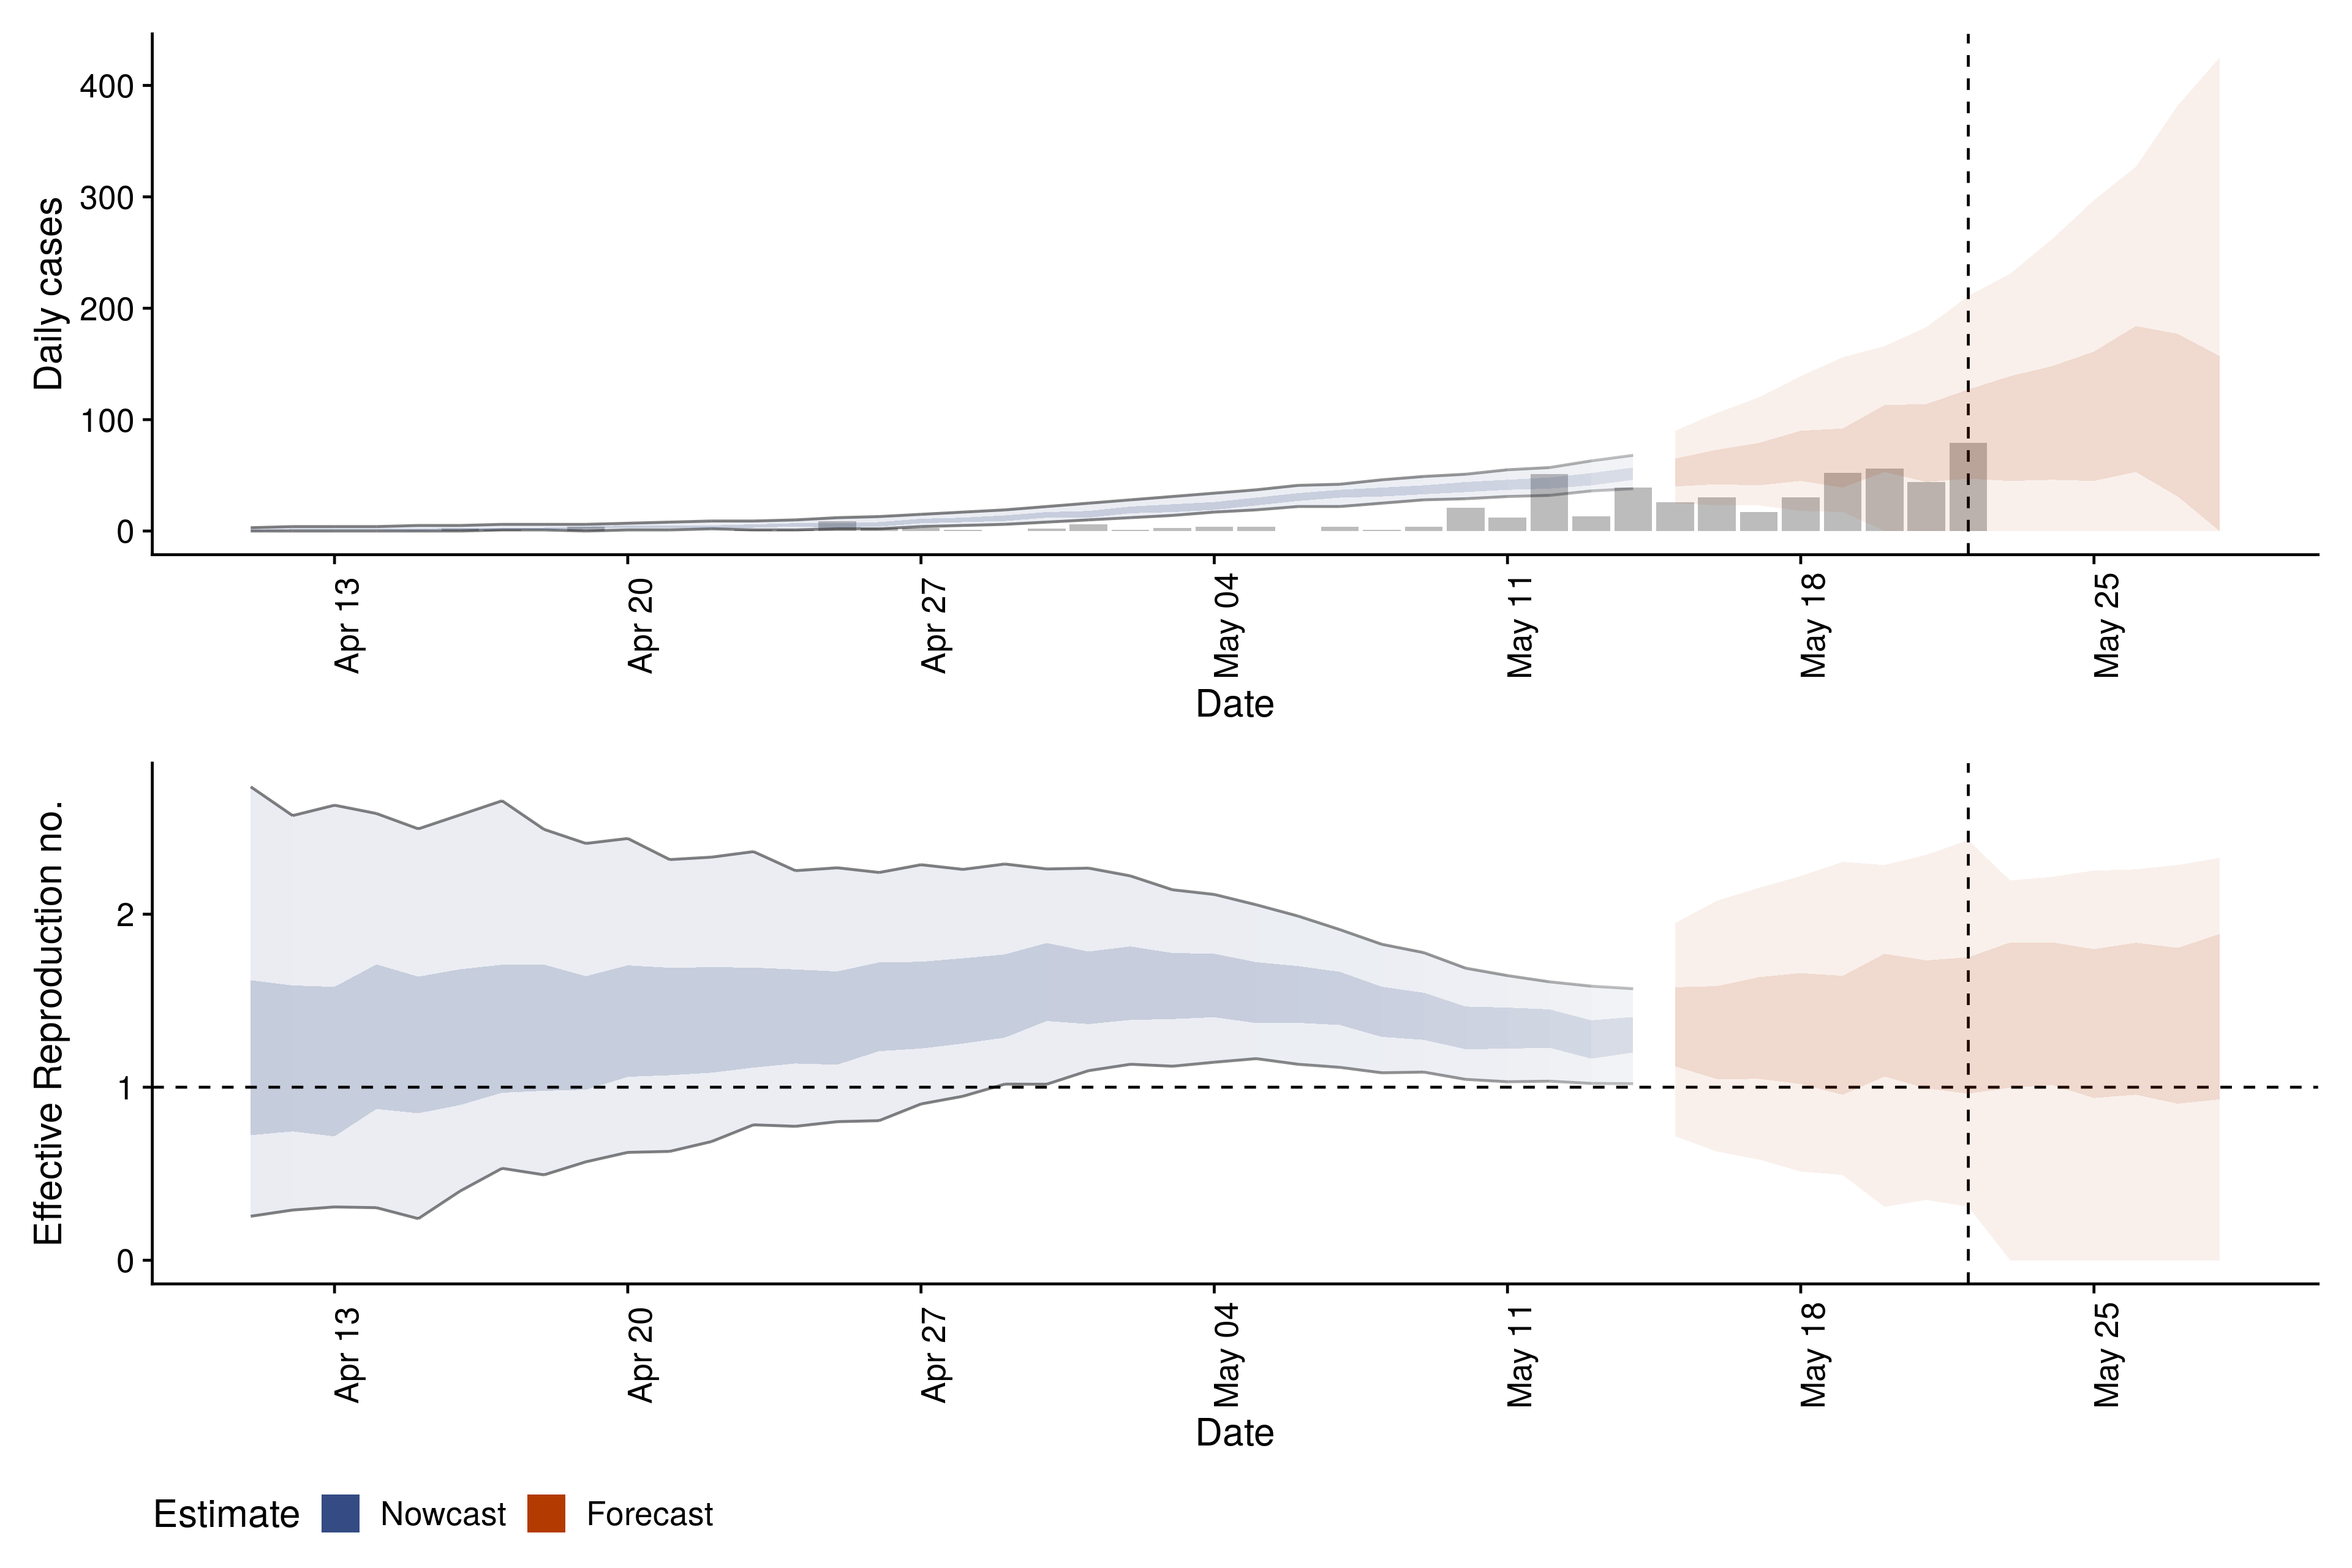 Daily cases
400
300
200
100
0
Apr 13
Apr 20
Apr 27
May 04
May 11
May 18
May 25
Date
Effective Reproduction no.
2
1
0
Apr 13
Apr 20
Apr 27
May 04
May 11
May 18
May 25
Date
Estimate Nowcast Forecast